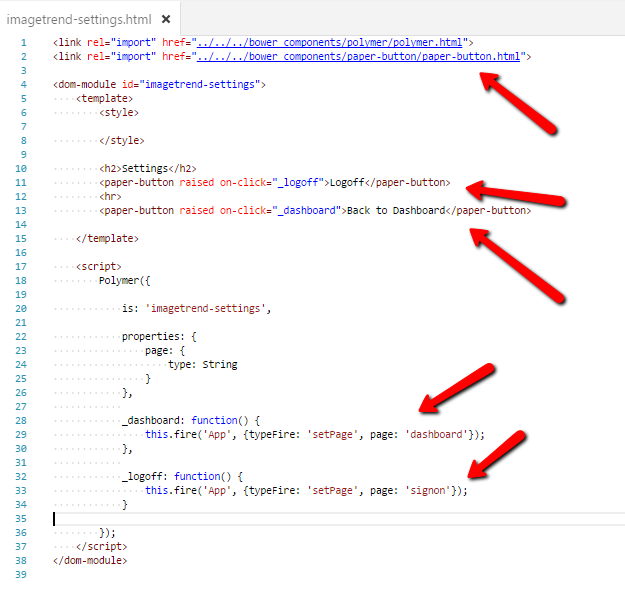 imagetrend-settings.html ×
1 <link rel="import" href="../../../bower_components/polymer/polymer.html">
2 <link rel="import" href="../../../bower_components/paper-button/paper-button.html">
3
4 <dom-module id="imagetrend-settings">
5 <template>
6 <style>
7
8 </style>
9
10 <h2>Settings</h2>
11 <paper-button raised on-click="_logoff">Logoff</paper-button>
12 <hr>
13 <paper-button raised on-click="_dashboard">Back to Dashboard</paper-button>
14
15 </template>
16
17 <script>
18 Polymer({
19
20 is: 'imagetrend-settings',
21
22 properties: {
23 page: {
24 type: String
25 }
26 },
27
28 _dashboard: function() {
29 this.fire('App', {typeFire: 'setPage', page: 'dashboard'});
30 },
31
32 _logoff: function() {
33 this.fire('App', {typeFire: 'setPage', page: 'signon'});
34 }
35
36 });
37 </script>
38 </dom-module>
39